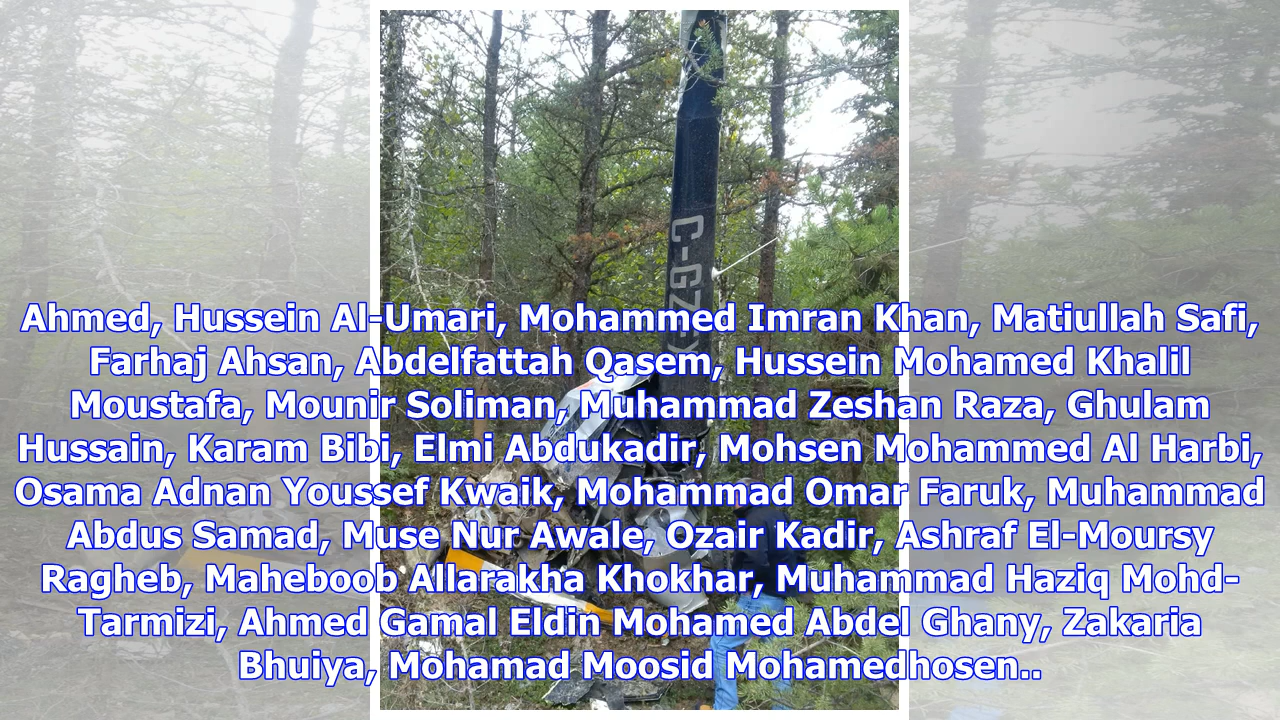 C-GZ
Ahmed, Hussein Al-Umari, Mohammed Imran Khan, Matiullah Safi,
Farhaj Ahsan, Abdelfattah Qasem, Hussein Mohamed Khalil
Moustafa, Mounir Soliman, Muhammad Zeshan Raza, Ghulam
Hussain, Karam Bibi, Elmi Abdukadir, Mohsen Mohammed Al Harbi,
Osama Adnan Youssef Kwaik, Mohammad Omar Faruk, Muhammad
Abdus Samad, Muse Nur Awale, Ozair Kadir, Ashraf El-Moursy
Ragheb, Maheboob Allarakha Khokhar, Muhammad Haziq Mohd-
Tarmizi, Ahmed Gamal Eldin Mohamed Abdel Ghany, Zakaria
Bhuiya, Mohamad Moosid Mohamedhosen..